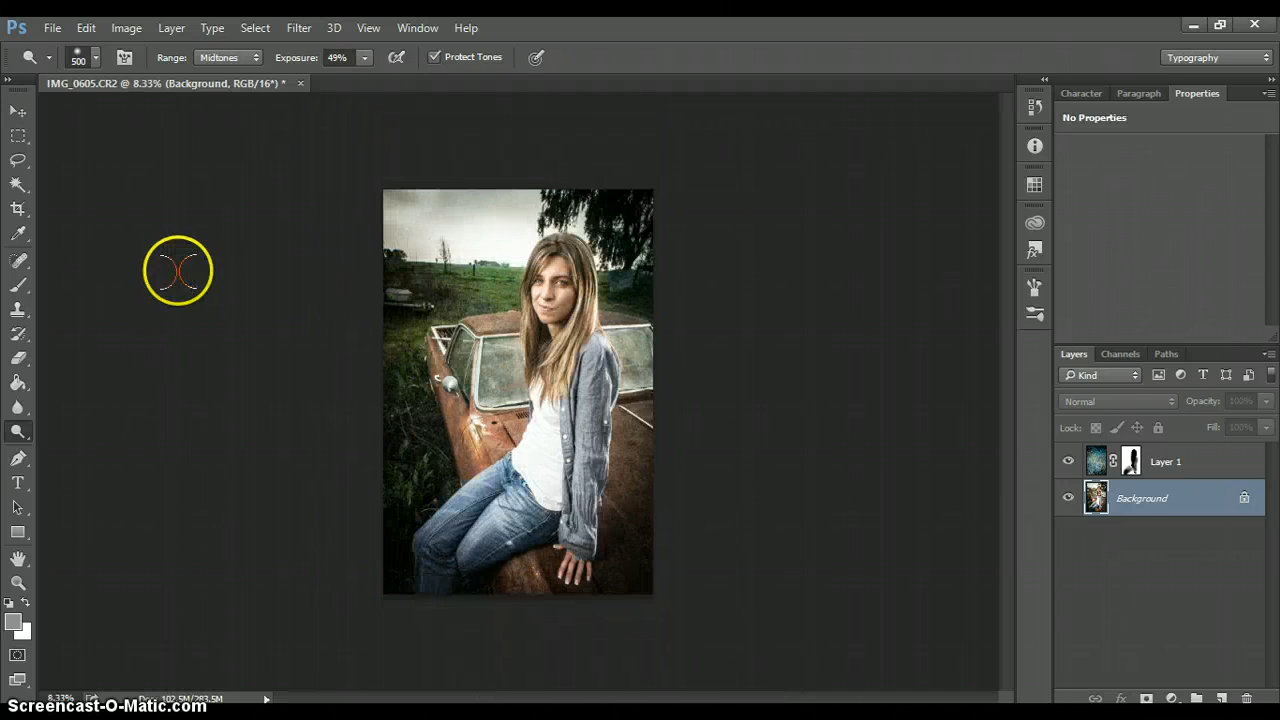 Ps File Edit Image Layer Type Select Filter 3D View Window Help
500 Range: Midtones Exposure: 49% Protect Tones Typography
IMG_0605.CR2 @ 8.33% (Background, RGB/16*) * ×
Character Paragraph Properties
No Properties
Layers Channels Paths
Kind
Normal Opacity: 100%
Lock: Fill: 100%
Layer 1
Background
8.33% Doc: 102.5M/283.5M
Screencast-O-Matic.com